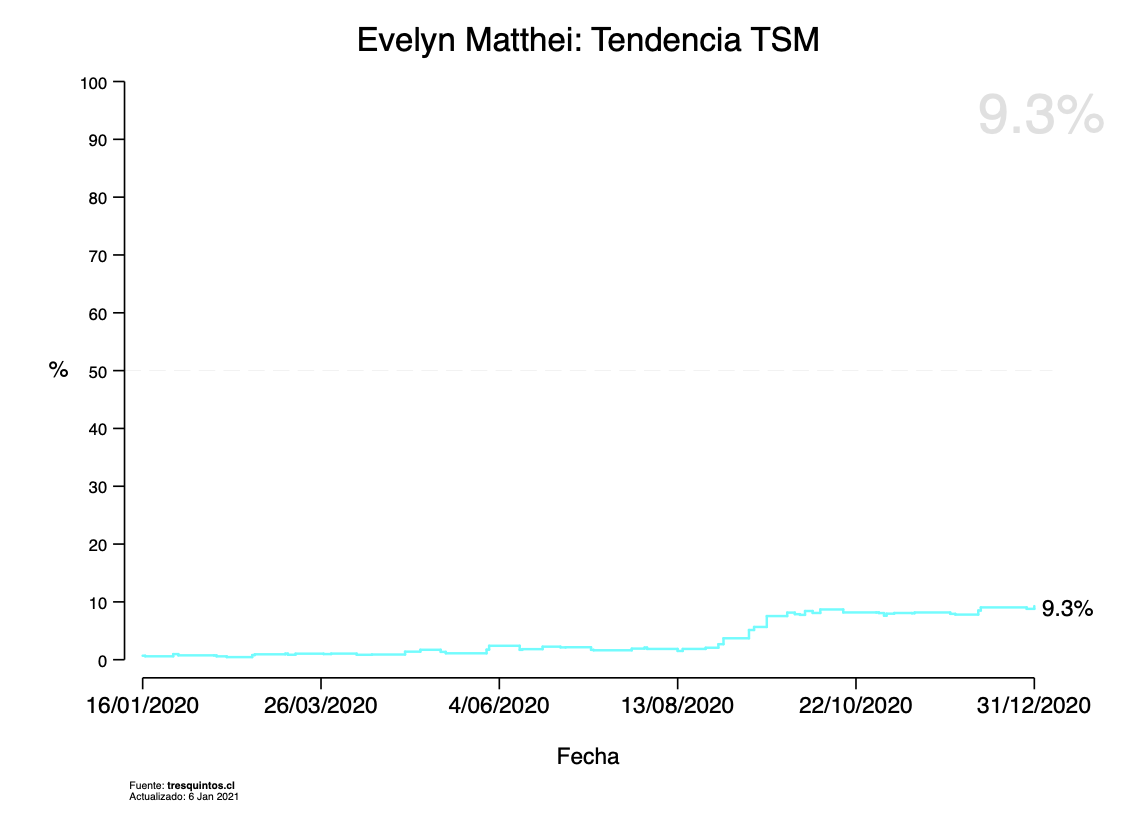 Evelyn Matthei: Tendencia TSM
9.3%
100
90
80
70
60
% 50
40
30
20
10
0
9.3%
16/01/2020 26/03/2020 4/06/2020 13/08/2020 22/10/2020 31/12/2020
Fecha
Fuente: tresquintos.cl
Actualizado: 6 Jan 2021